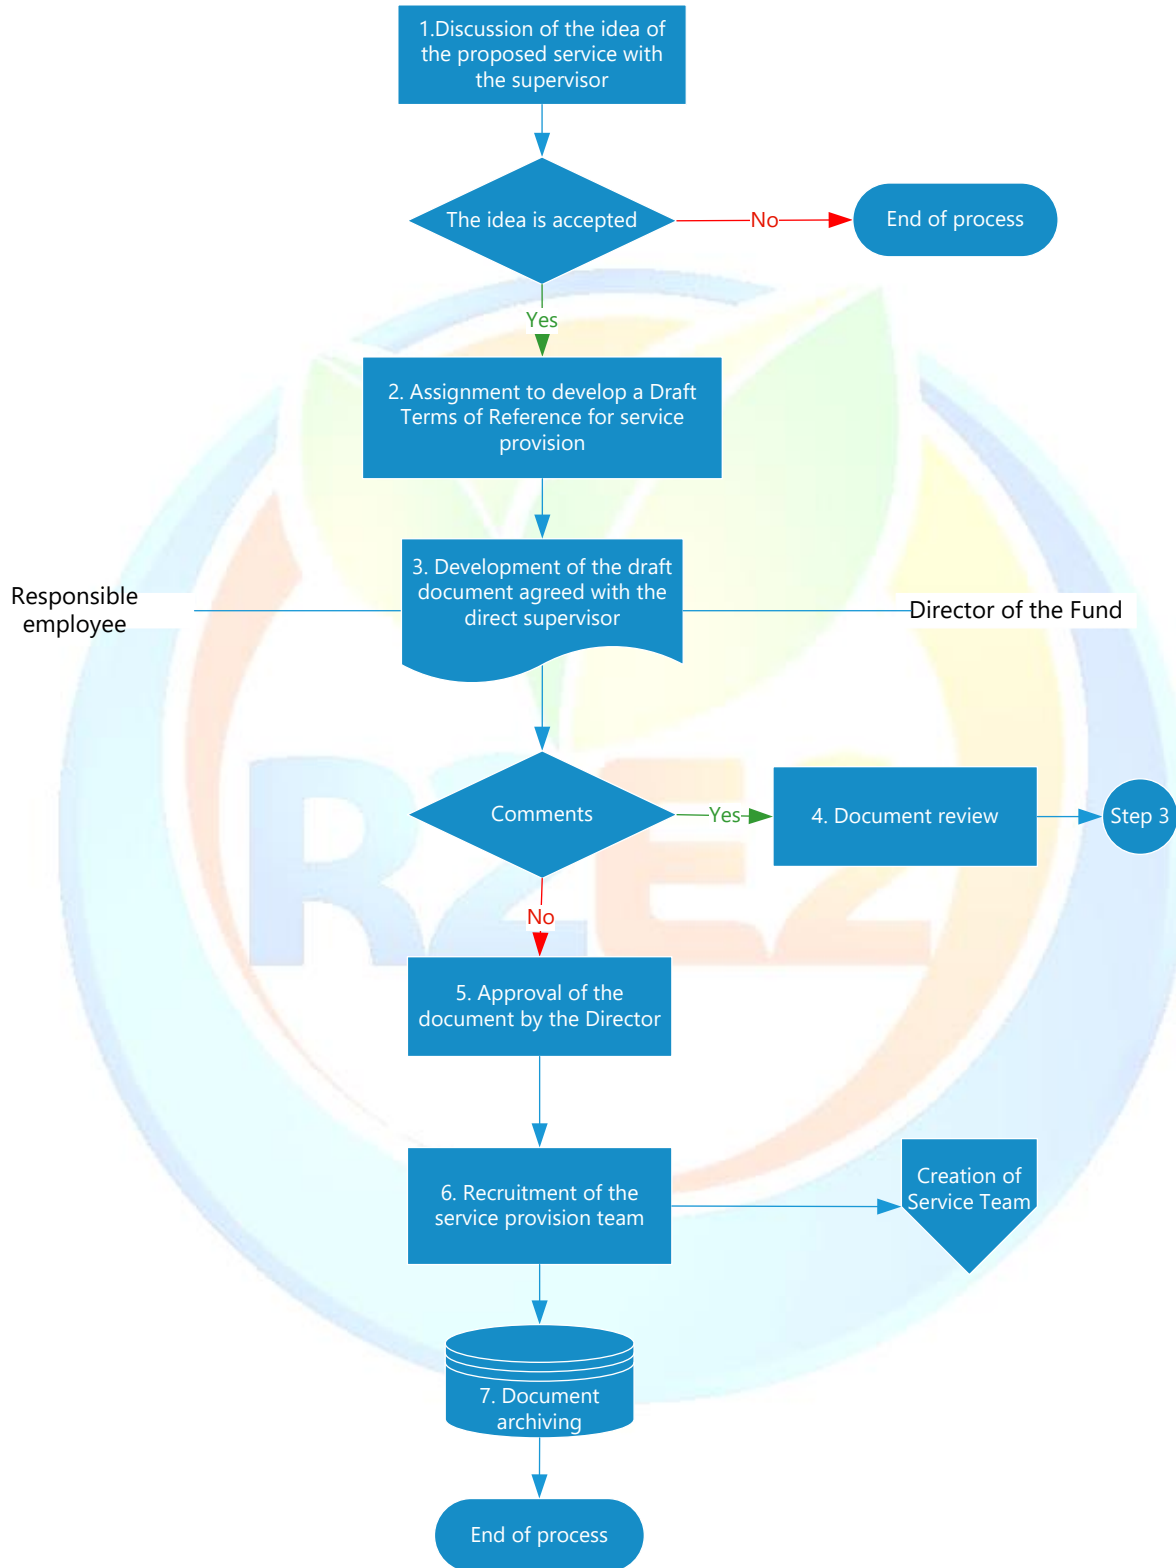 1.Discussion of the idea of
the proposed service with
the supervisor
The idea is accepted
No
End of process
Yes
2. Assignment to develop a Draft
Terms of Reference for service
provision
3. Development of the draft
document agreed with the
direct supervisor
Responsible
employee
Director of the Fund
Comments
Yes
4. Document review
Step 3
No
R2E2
5. Approval of the
document by the Director
6. Recruitment of the
service provision team
Creation of
Service Team
7. Document
archiving
End of process